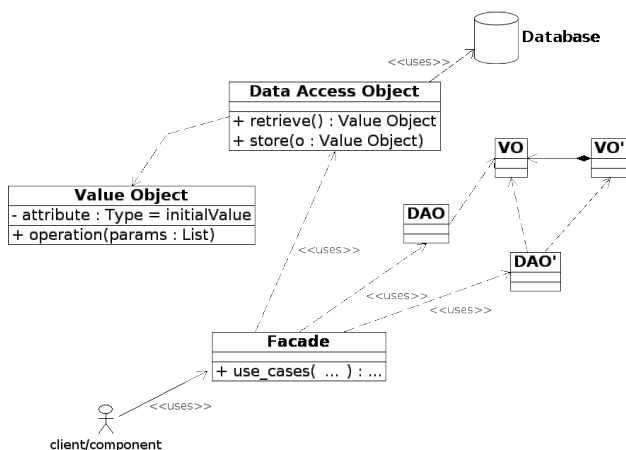 Database
<<uses>>
Data Access Object
+ retrieve() : Value Object
+ store(o : Value Object)
VO
VO'
Value Object
- attribute : Type = initialValue
+ operation(params : List)
DAO
<<uses>>
DAO'
<<uses>>
<<uses>>
Facade
+ use_cases( ... ) : ...
<<uses>>
client/component